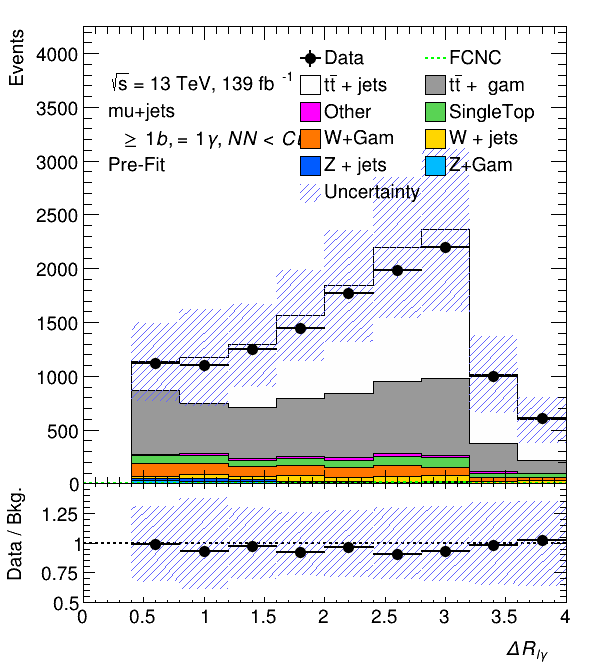 Events
4000
3500
3000
2500
2000
1500
1000
500
0
√s = 13 TeV, 139 fb -1
mu+jets
≥ 1b, = 1γ, NN <
Pre-Fit
Data
FCNC
tt̄ + jets
tt̄ + gam
Other
SingleTop
W+Gam
W + jets
Z + jets
Z+Gam
Uncertainty
Data / Bkg.
1.25
1
0.75
0.5
0 0.5 1 1.5 2 2.5 3 3.5 4
ΔR lγ